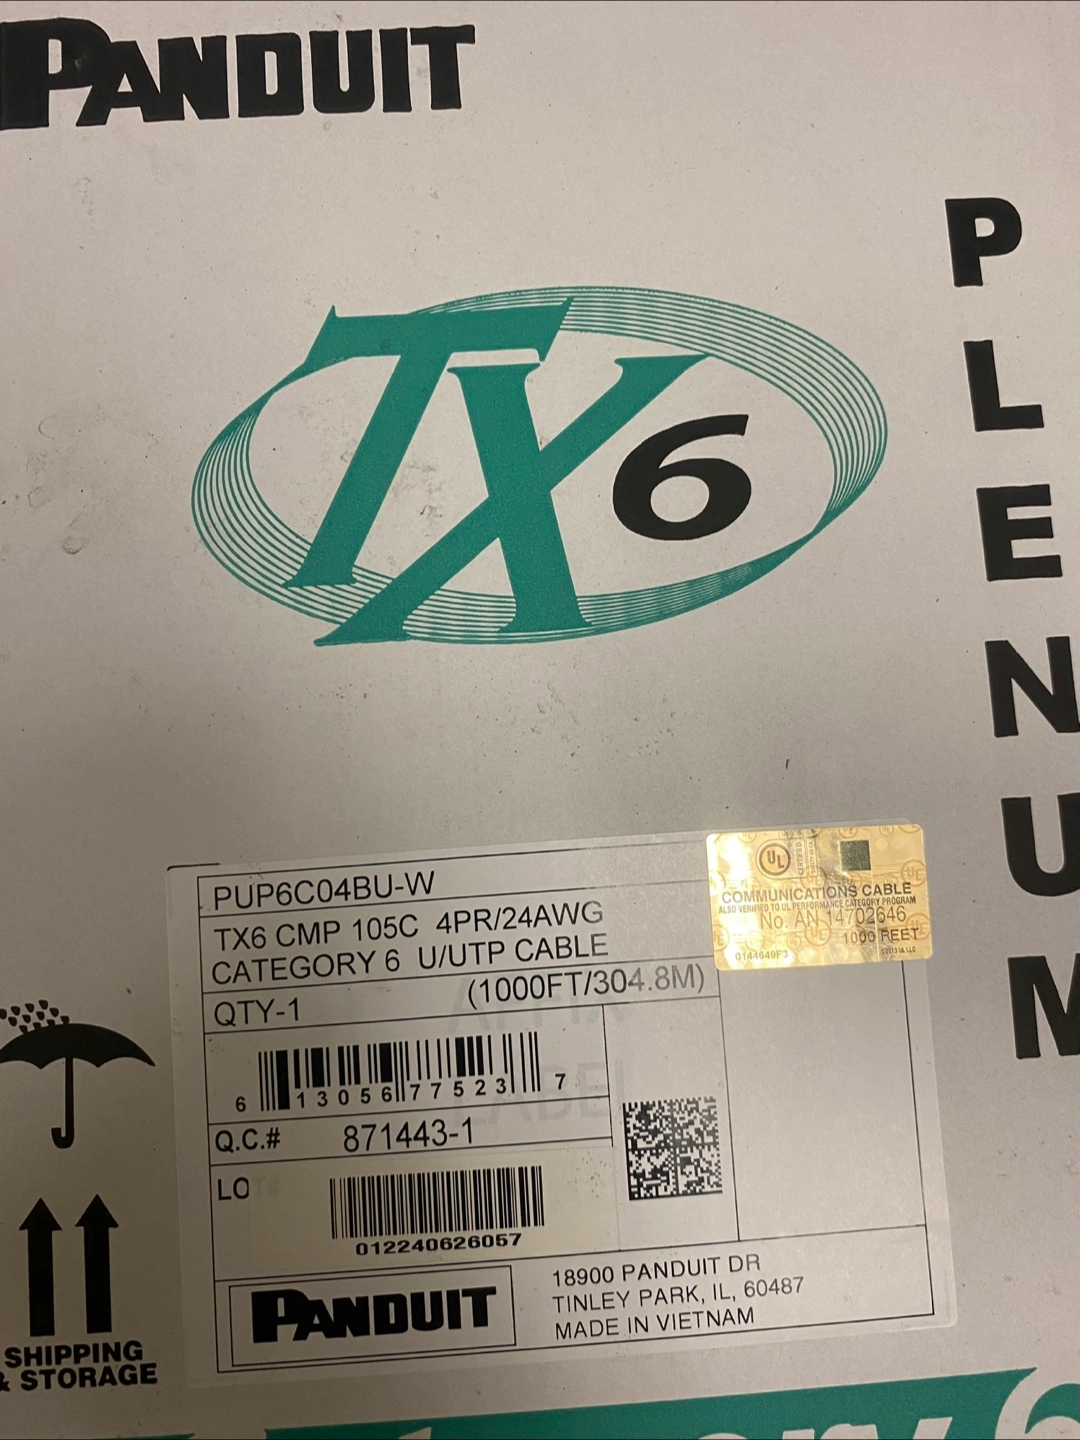 PANDUIT
PLENUM
TX6
PUP6C04BU-W
TX6 CMP 105C 4PR/24AWG
CATEGORY 6 U/UTP CABLE
QTY-1 (1000FT/304.8M)
6 13056 77523 7
Q.C.# 871443-1
LO
012240626057
PANDUIT
18900 PANDUIT DR
TINLEY PARK, IL, 60487
MADE IN VIETNAM
UL
COMMUNICATIONS CABLE
ALSO VERIFIED TO UL PERFORMANCE CATEGORY PROGRAM
No. AN 14702646
1000 FEET
0144649F3
SHIPPING
& STORAGE